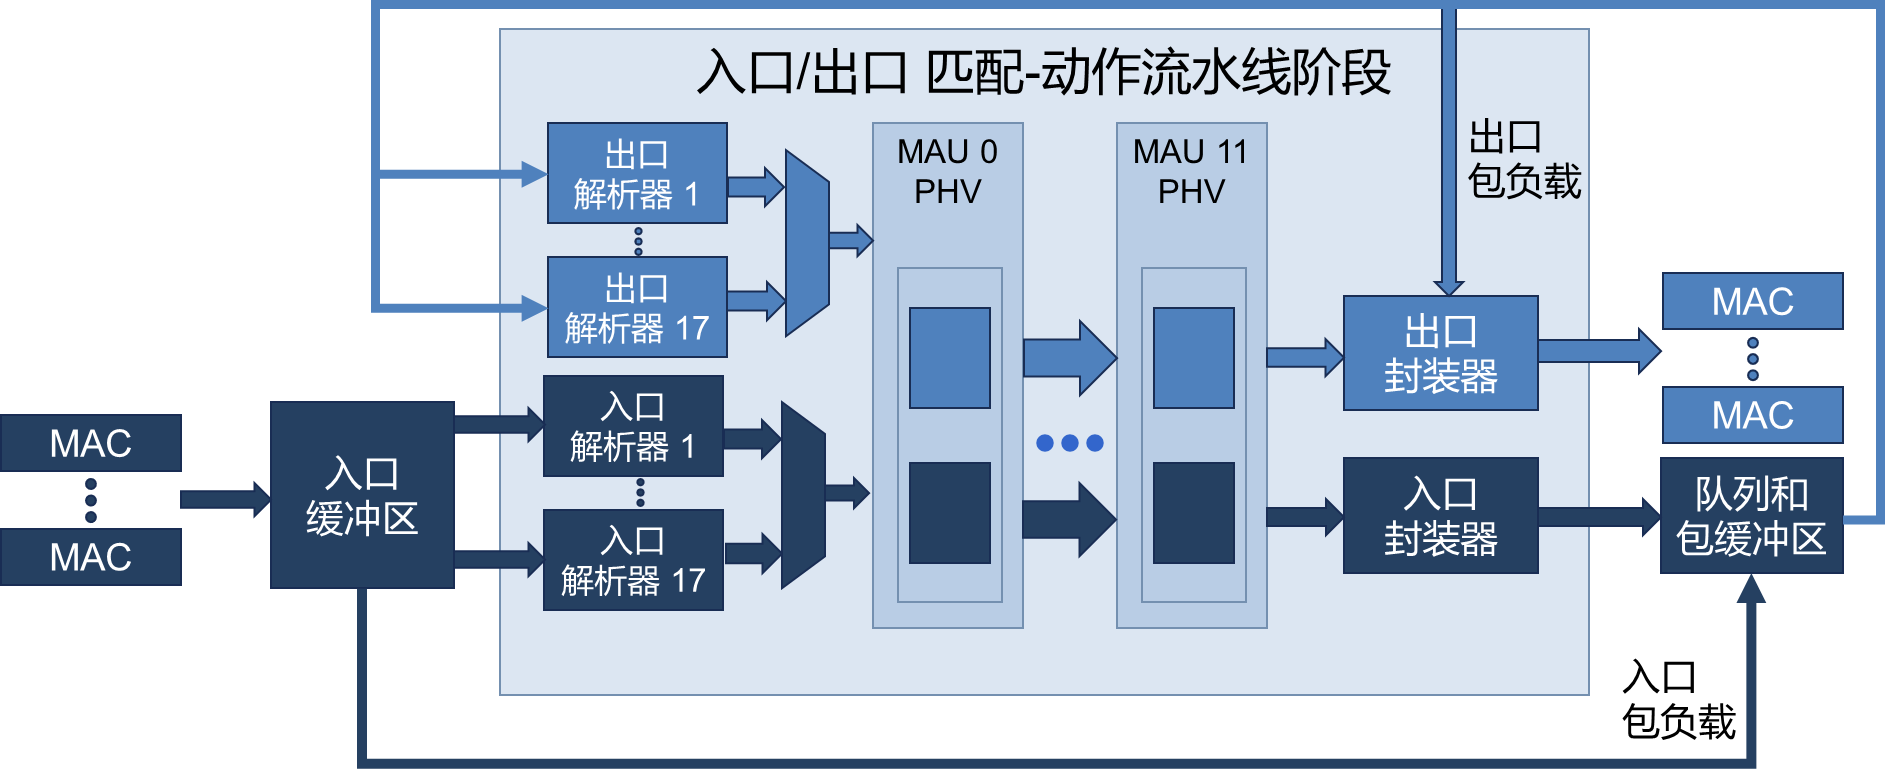 入口/出口 匹配-动作流水线阶段
出口
解析器 1
出口
解析器 17
入口
解析器 1
入口
解析器 17
MAC
MAC
入口
缓冲区
MAU 0
PHV
MAU 11
PHV
出口
包负载
出口
封装器
入口
封装器
MAC
MAC
队列和
包缓冲区
入口
包负载